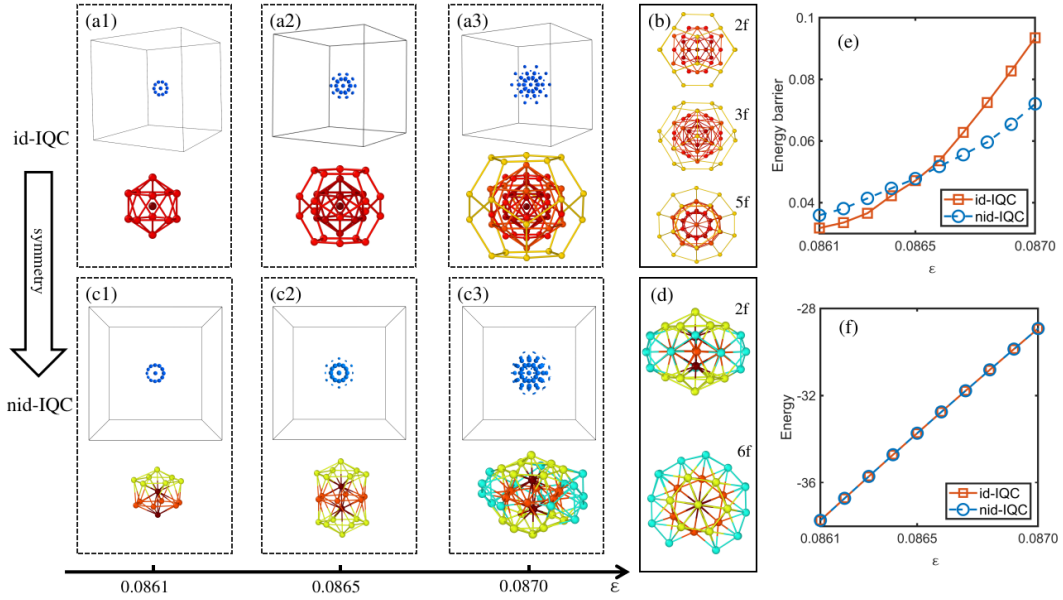 (a1)
(a2)
(a3)
(b)
2f
3f
5f
id-IQC
symmetry
nid-IQC
(c1)
(c2)
(c3)
(d)
2f
6f
0.0861
0.0865
0.0870
ε
(e)
0.1
0.08
0.06
0.04
Energy barrier
id-IQC
nid-IQC
0.0861
0.0865
0.0870
ε
(f)
-28
-32
-36
Energy
id-IQC
nid-IQC
0.0861
0.0865
0.0870
ε